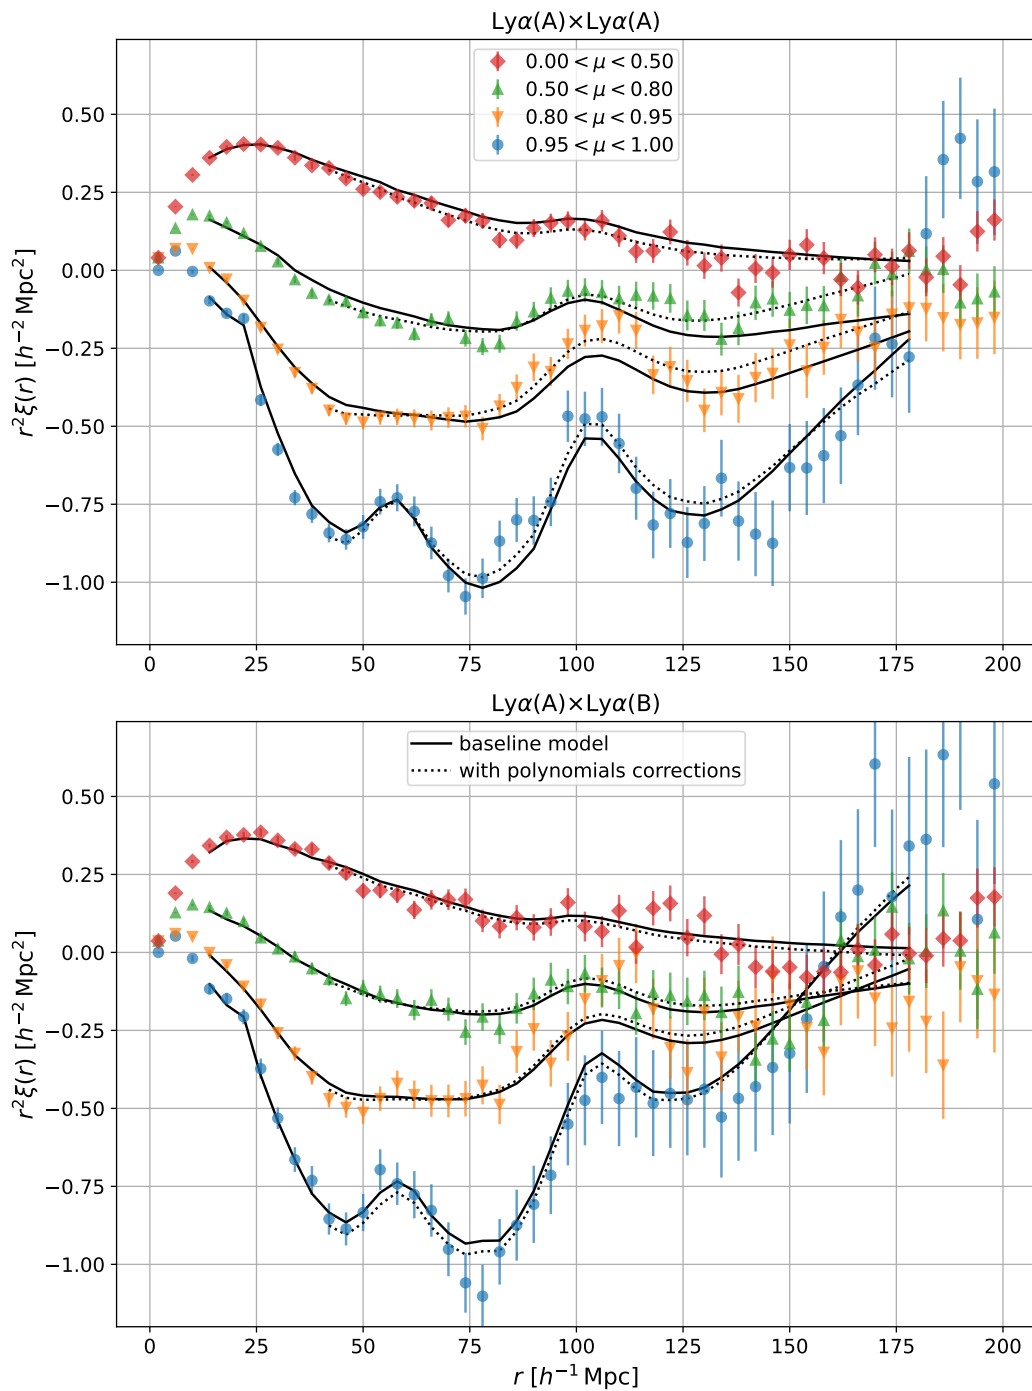 Lyα(A)×Lyα(A)
0.00 < μ < 0.50
0.50 < μ < 0.80
0.80 < μ < 0.95
0.95 < μ < 1.00
0.50
0.25
0.00
−0.25
−0.50
−0.75
−1.00
r²ξ(r) [h⁻² Mpc²]
0 25 50 75 100 125 150 175 200
Lyα(A)×Lyα(B)
baseline model
with polynomials corrections
0.50
0.25
0.00
−0.25
−0.50
−0.75
−1.00
r²ξ(r) [h⁻² Mpc²]
0 25 50 75 100 125 150 175 200
r [h⁻¹ Mpc]